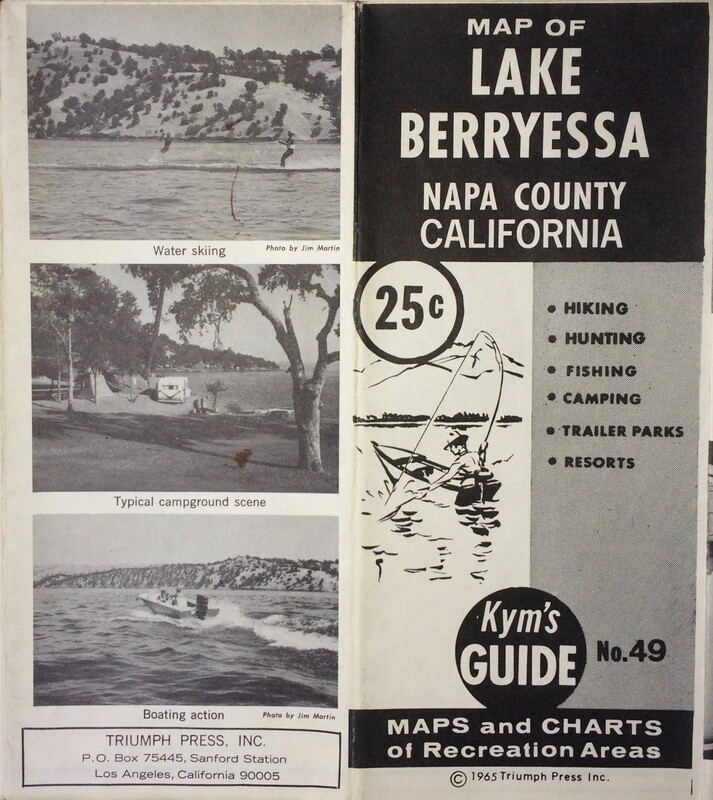 Water skiing
Photo by Jim Martin
Typical campground scene
Boating action
Photo by Jim Martin
TRIUMPH PRESS, INC.
P.O. Box 75445, Sanford Station
Los Angeles, California 90005
MAP OF
LAKE
BERRYESSA
NAPA COUNTY
CALIFORNIA
25¢
• HIKING
• HUNTING
• FISHING
• CAMPING
• TRAILER PARKS
• RESORTS
Kym's
GUIDE
No.49
MAPS and CHARTS
of Recreation Areas
© 1965 Triumph Press Inc.